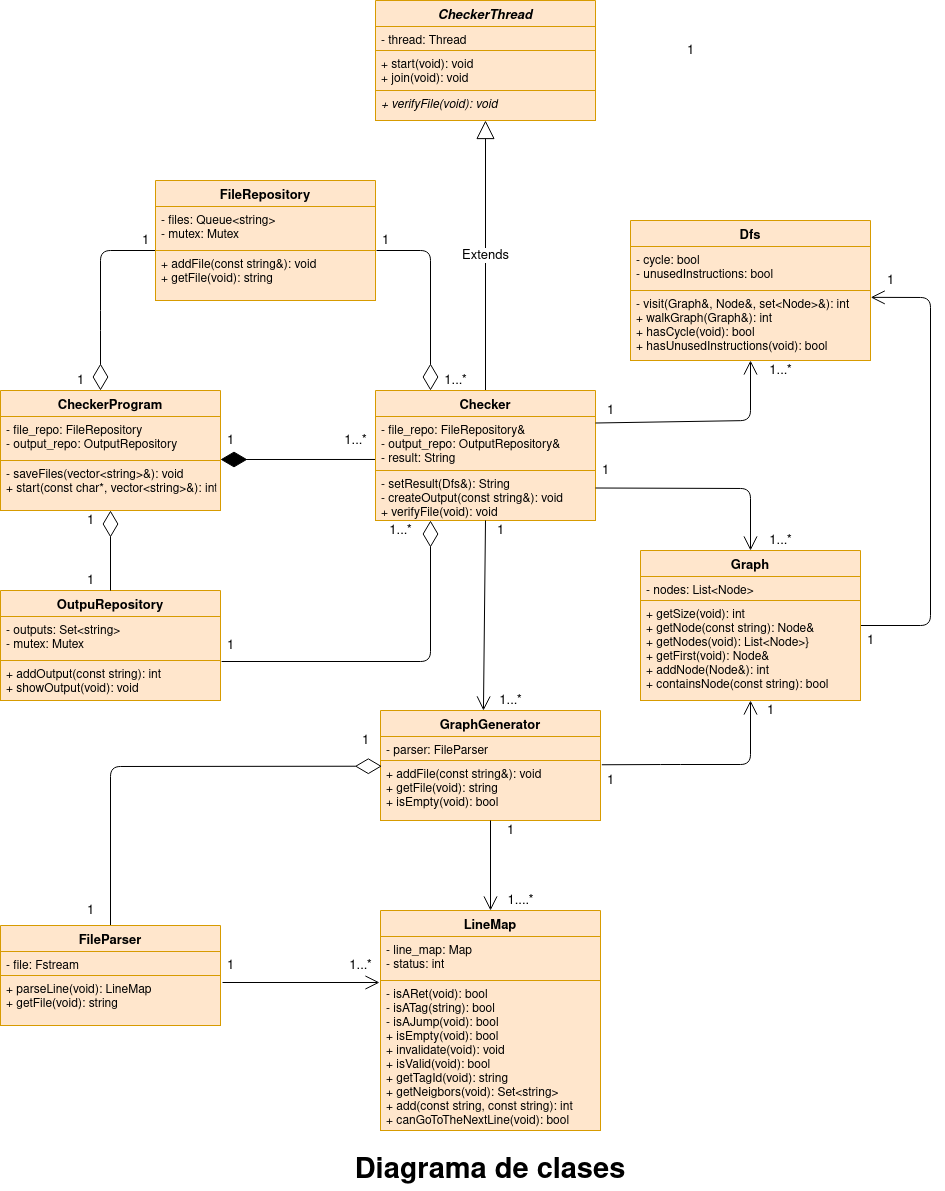 CheckerThread
- thread: Thread
+ start(void): void
+ join(void): void
+ verifyFile(void): void
1
FileRepository
- files: Queue<string>
- mutex: Mutex
+ addFile(const string&): void
+ getFile(void): string
1
1
Extends
Dfs
- cycle: bool
- unusedInstructions: bool
- visit(Graph&, Node&, set<Node>&): int
+ walkGraph(Graph&): int
+ hasCycle(void): bool
+ hasUnusedInstructions(void): bool
1
1
1...*
1...*
CheckerProgram
- file_repo: FileRepository
- output_repo: OutputRepository
- saveFiles(vector<string>&): void
+ start(const char*, vector<string>&): int
1
1...*
Checker
- file_repo: FileRepository&
- output_repo: OutputRepository&
- result: String
- setResult(Dfs&): String
- createOutput(const string&): void
+ verifyFile(void): void
1
1
1
1...*
1
1...*
1
OutpuRepository
- outputs: Set<string>
- mutex: Mutex
+ addOutput(const string): int
+ showOutput(void): void
1
Graph
- nodes: List<Node>
+ getSize(void): int
+ getNode(const string): Node&
+ getNodes(void): List<Node>}
+ getFirst(void): Node&
+ addNode(Node&): int
+ containsNode(const string): bool
1
1...*
1
GraphGenerator
- parser: FileParser
+ addFile(const string&): void
+ getFile(void): string
+ isEmpty(void): bool
1
1
1
1....*
1
FileParser
- file: Fstream
+ parseLine(void): LineMap
+ getFile(void): string
1
1...*
LineMap
- line_map: Map
- status: int
- isARet(void): bool
- isATag(string): bool
- isAJump(void): bool
+ isEmpty(void): bool
+ invalidate(void): void
+ isValid(void): bool
+ getTagId(void): string
+ getNeigbors(void): Set<string>
+ add(const string, const string): int
+ canGoToTheNextLine(void): bool
Diagrama de clases